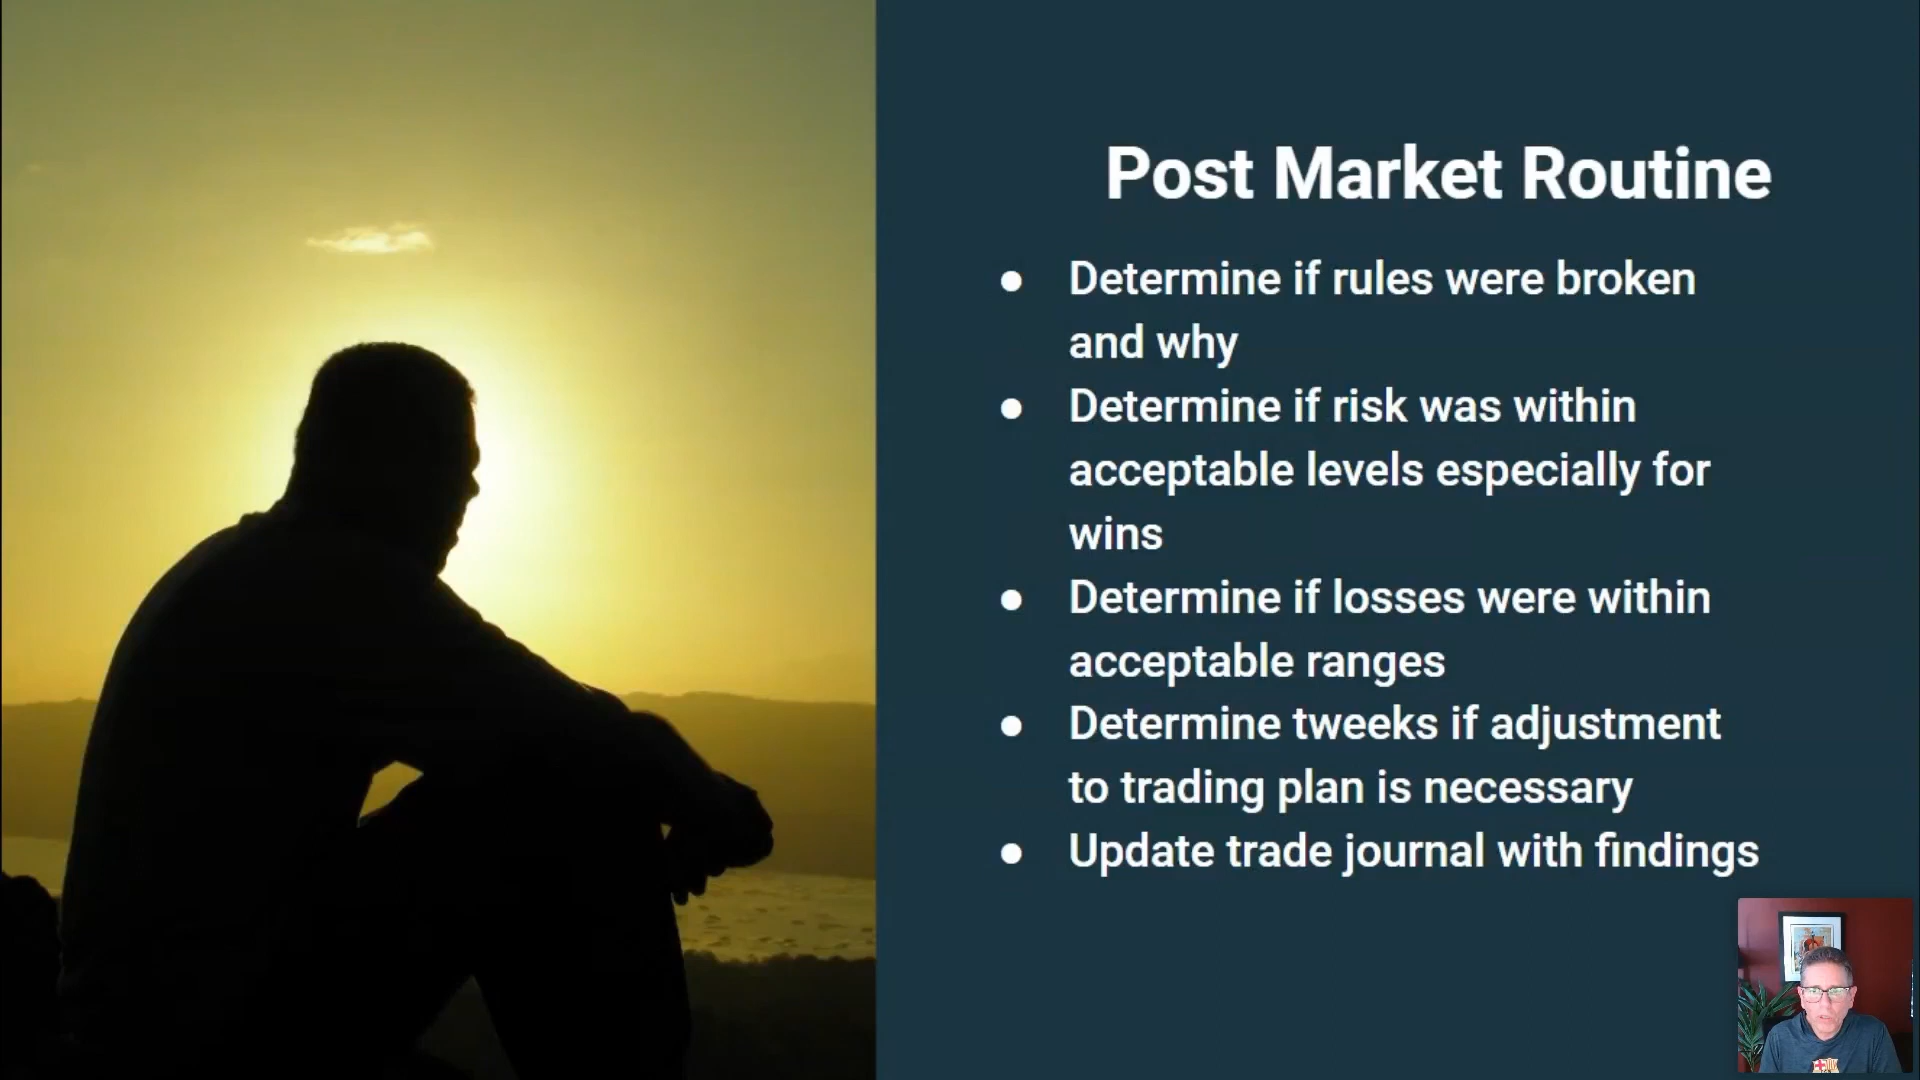 Post Market Routine
● Determine if rules were broken
and why
● Determine if risk was within
acceptable levels especially for
wins
● Determine if losses were within
acceptable ranges
● Determine tweeks if adjustment
to trading plan is necessary
● Update trade journal with findings